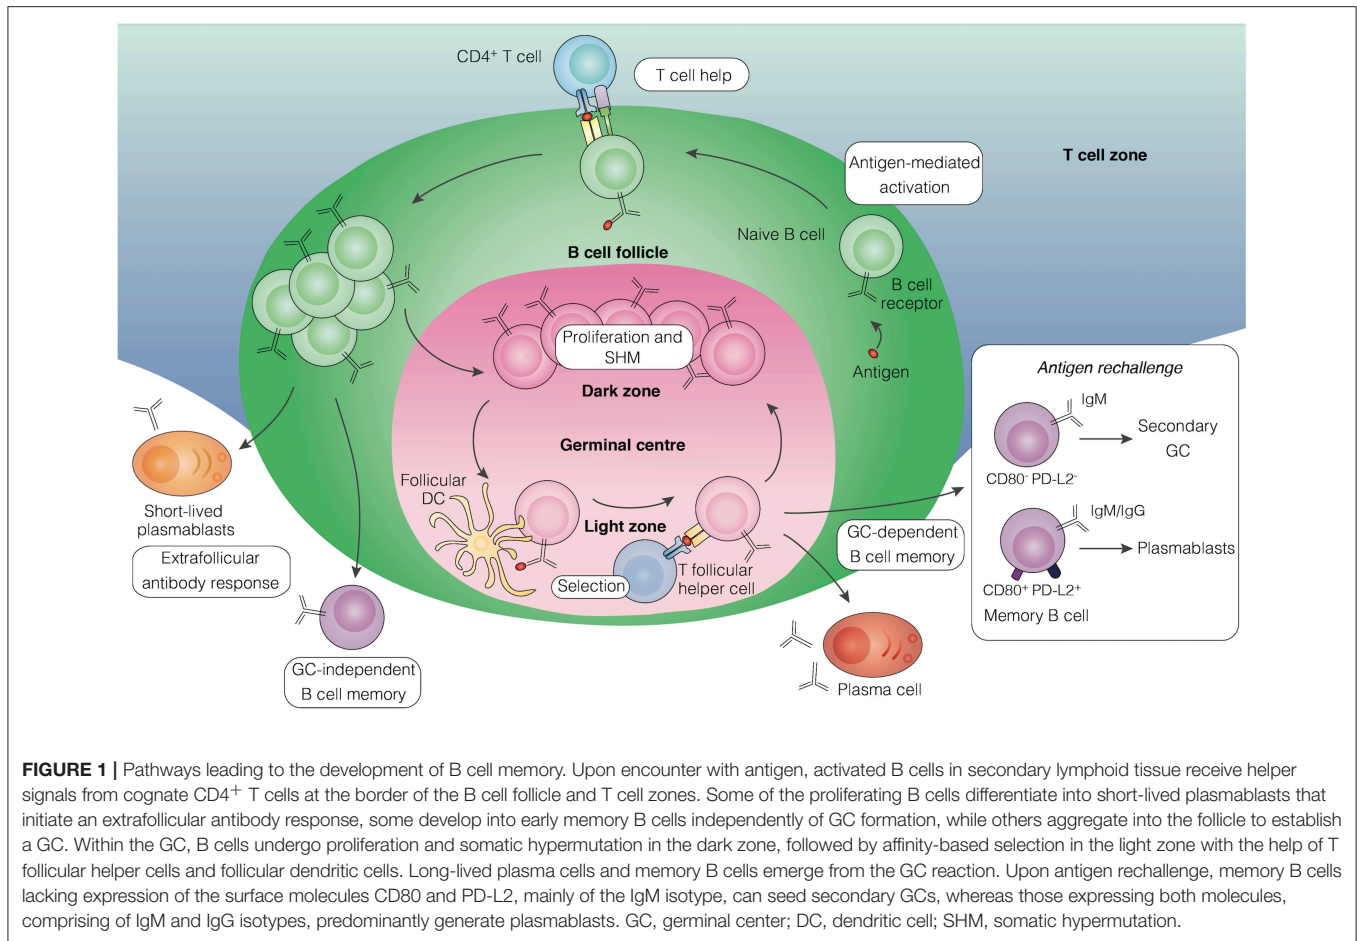 CD4⁺ T cell
T cell help
T cell zone
Antigen-mediated
activation
Naive B cell
B cell follicle
B cell
receptor
Antigen
Proliferation and
SHM
Dark zone
Germinal centre
Follicular
DC
Light zone
Selection
T follicular
helper cell
Short-lived
plasmablasts
Extrafollicular
antibody response
GC-independent
B cell memory
GC-dependent
B cell memory
Plasma cell
Antigen rechallenge
IgM
Secondary
GC
CD80⁻ PD-L2⁻
IgM/IgG
Plasmablasts
CD80⁺ PD-L2⁺
Memory B cell
FIGURE 1 | Pathways leading to the development of B cell memory. Upon encounter with antigen, activated B cells in secondary lymphoid tissue receive helper
signals from cognate CD4⁺ T cells at the border of the B cell follicle and T cell zones. Some of the proliferating B cells differentiate into short-lived plasmablasts that
initiate an extrafollicular antibody response, some develop into early memory B cells independently of GC formation, while others aggregate into the follicle to establish
a GC. Within the GC, B cells undergo proliferation and somatic hypermutation in the dark zone, followed by affinity-based selection in the light zone with the help of T
follicular helper cells and follicular dendritic cells. Long-lived plasma cells and memory B cells emerge from the GC reaction. Upon antigen rechallenge, memory B cells
lacking expression of the surface molecules CD80 and PD-L2, mainly of the IgM isotype, can seed secondary GCs, whereas those expressing both molecules,
comprising of IgM and IgG isotypes, predominantly generate plasmablasts. GC, germinal center; DC, dendritic cell; SHM, somatic hypermutation.